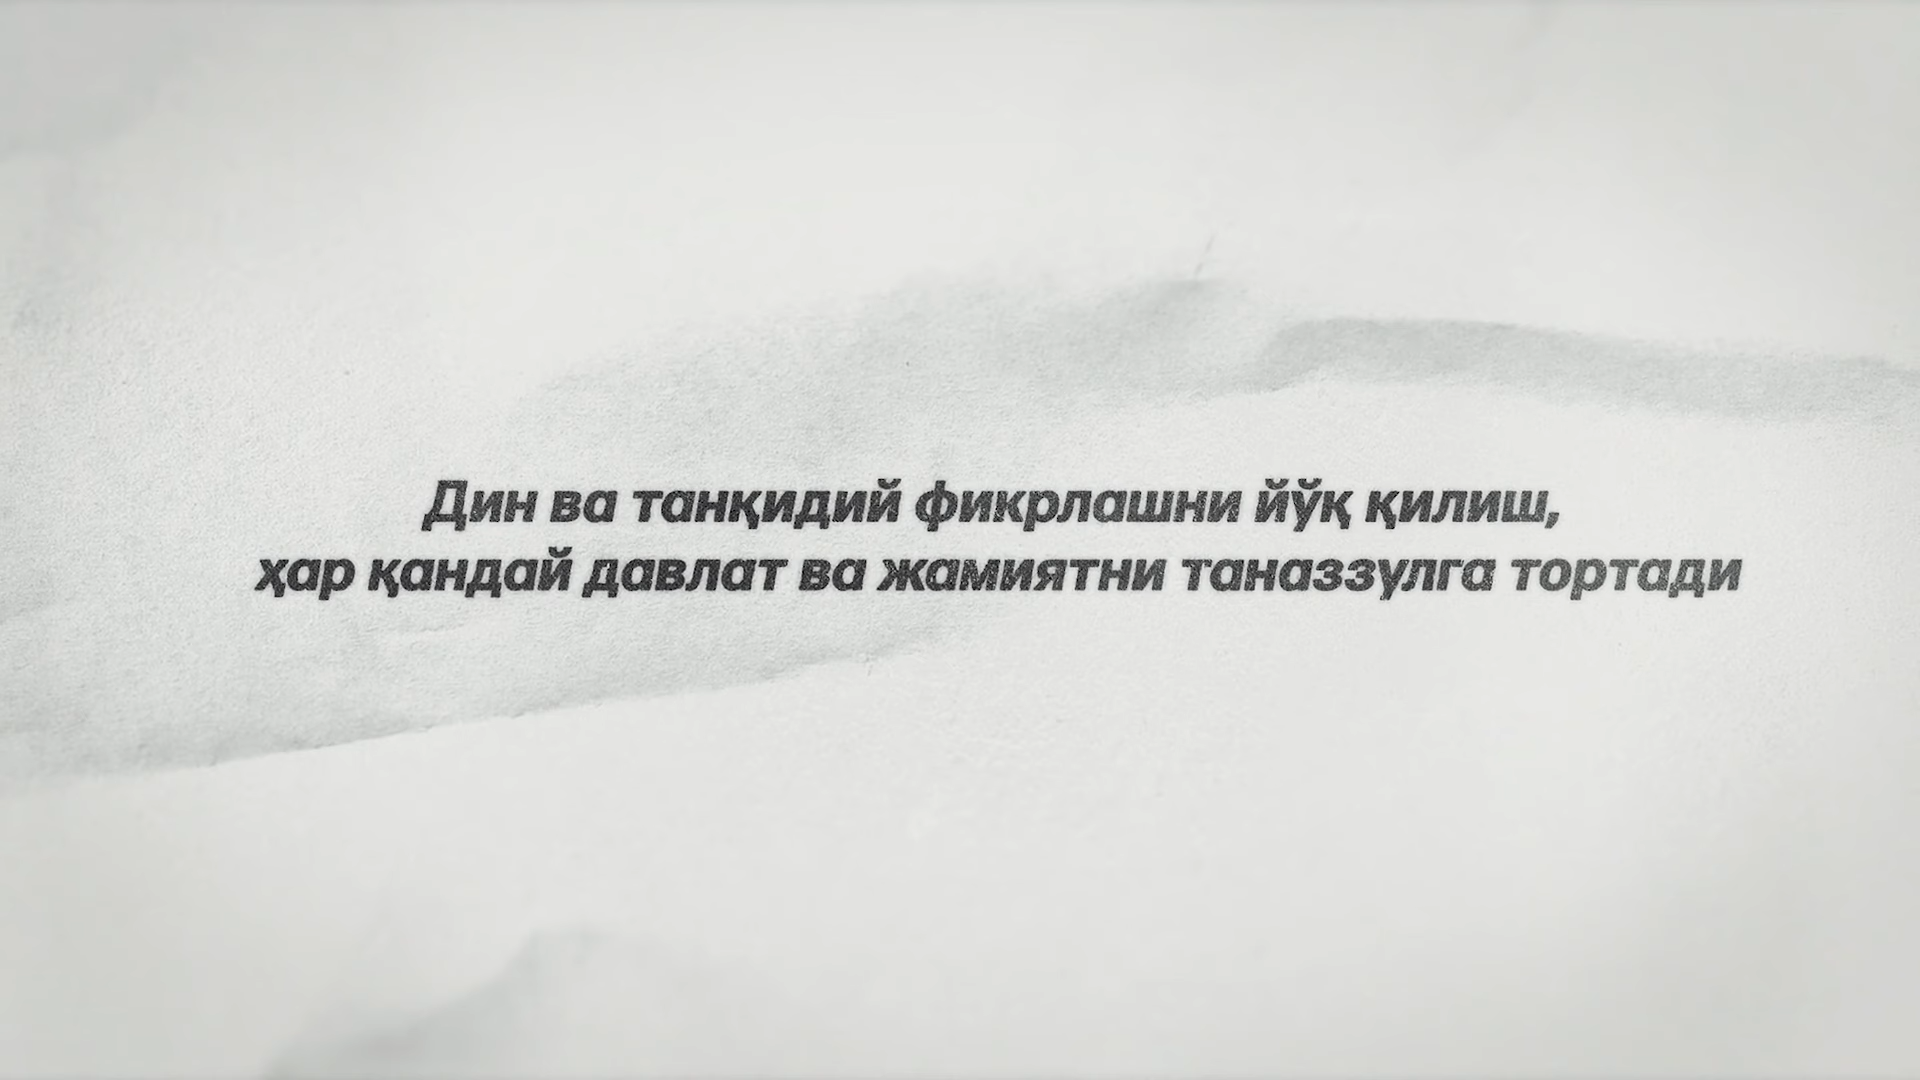 Дин ва танқидий фикрлашни йўқ қилиш,
ҳар қандай давлат ва жамиятни таназзулга тортади